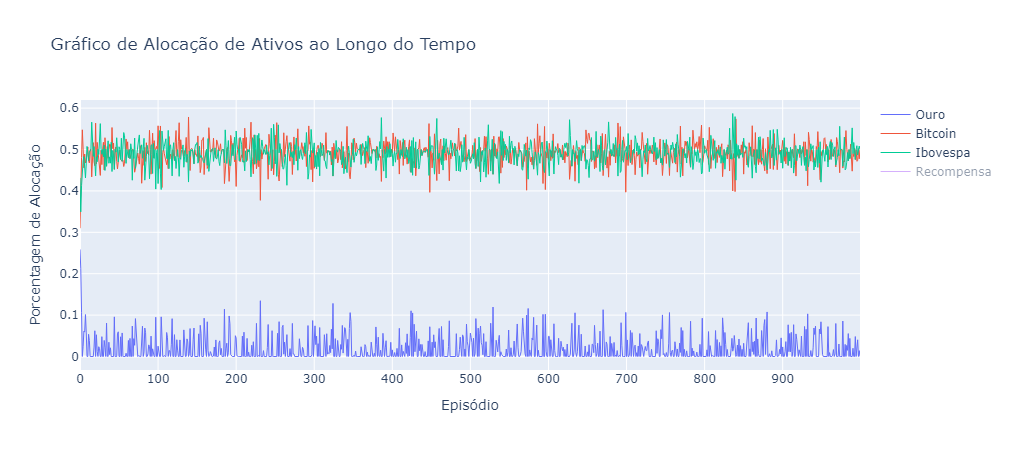 Gráfico de Alocação de Ativos ao Longo do Tempo
Porcentagem de Alocação
0.6
0.5
0.4
0.3
0.2
0.1
0
0 100 200 300 400 500 600 700 800 900
Episódio
Ouro
Bitcoin
Ibovespa
Recompensa